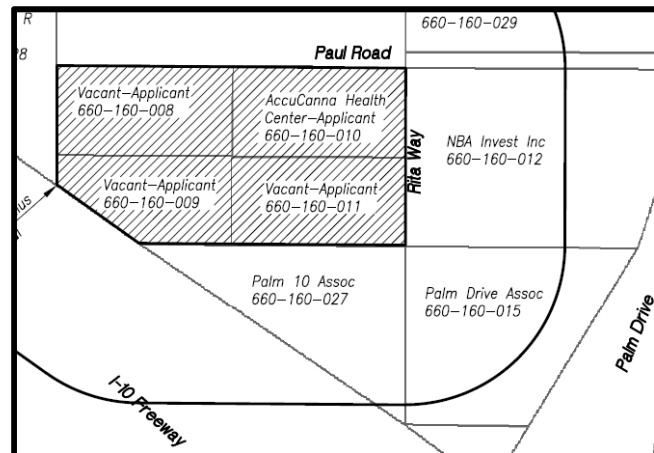 R
660-160-029
28
Paul Road
Vacant-Applicant
660-160-008
AccuCanna Health
Center-Applicant
660-160-010
NBA Invest Inc
660-160-012
Rita Way
Vacant-Applicant
660-160-009
Vacant-Applicant
660-160-011
Palm 10 Assoc
660-160-027
Palm Drive Assoc
660-160-015
Palm Drive
I-10 Freeway